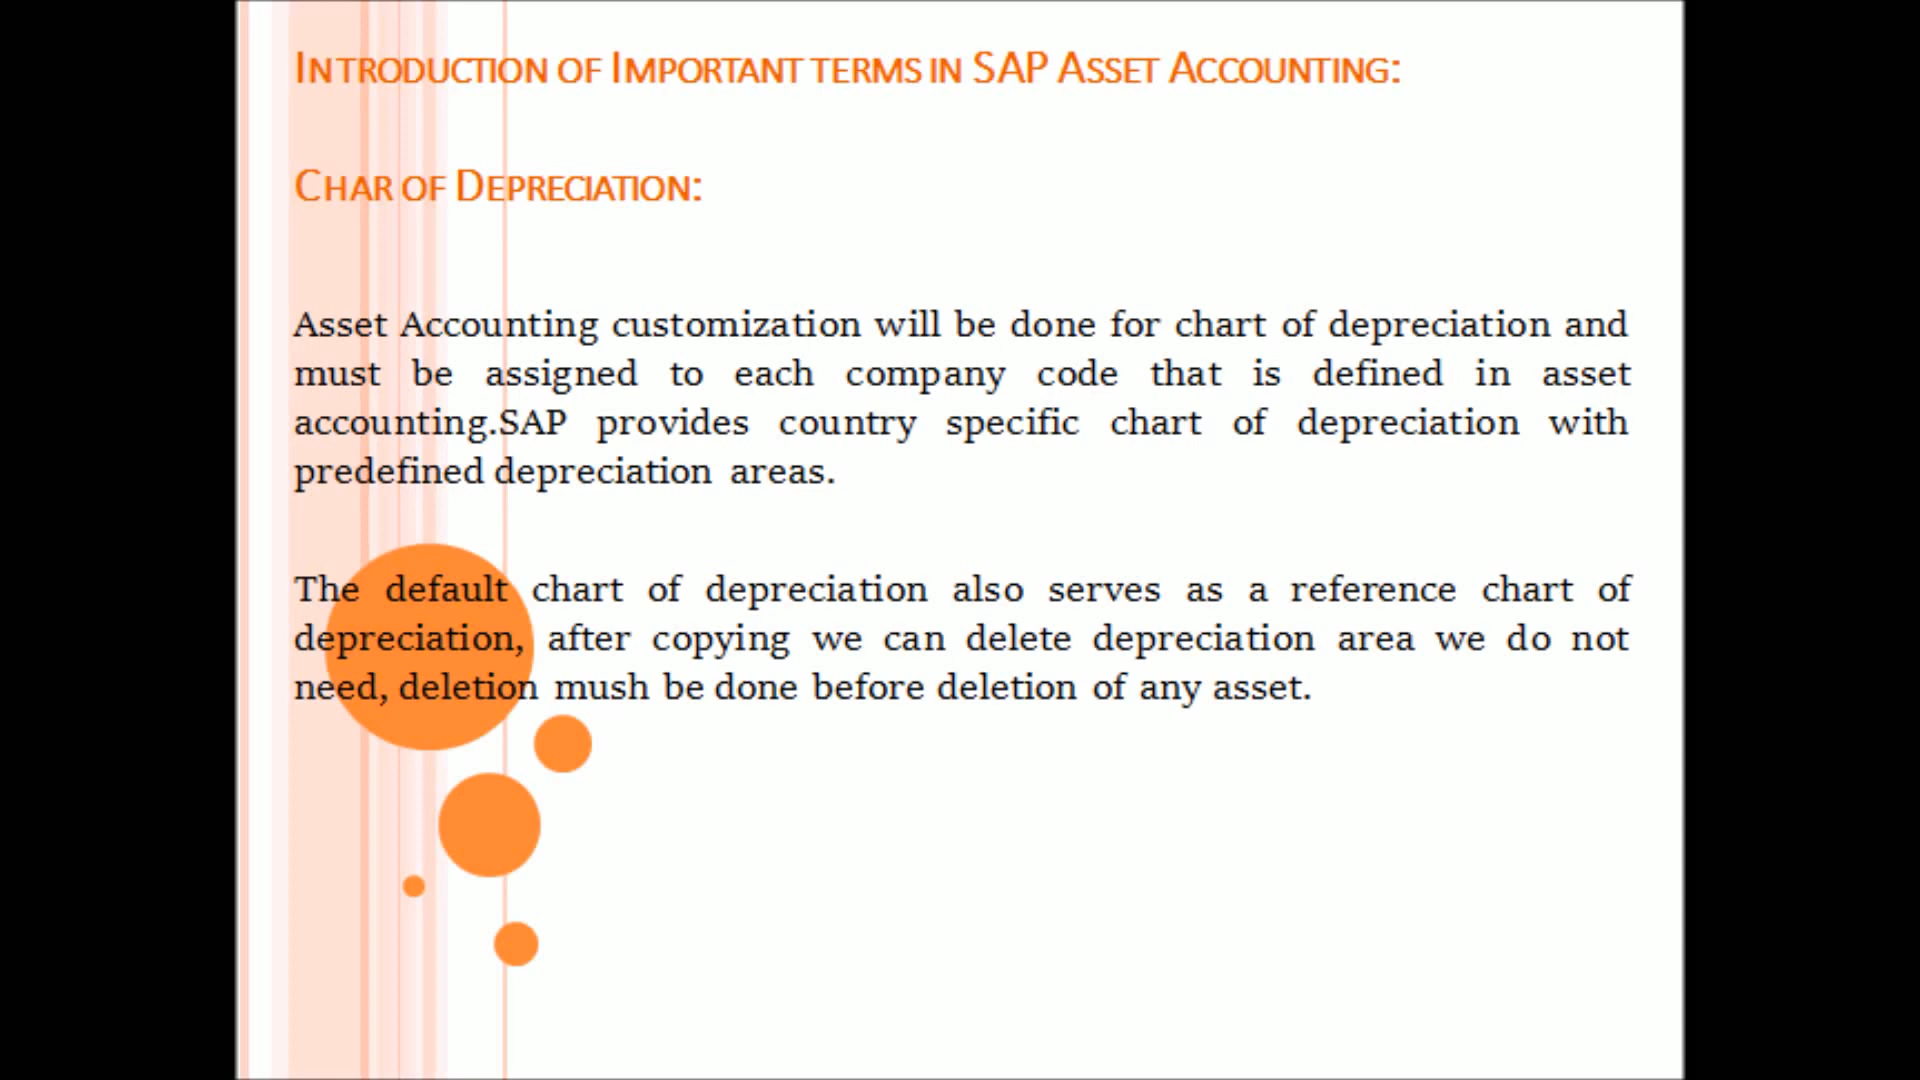 INTRODUCTION OF IMPORTANT TERMS IN SAP ASSET ACCOUNTING:
CHAR OF DEPRECIATION:
Asset Accounting customization will be done for chart of depreciation and
must be assigned to each company code that is defined in asset
accounting.SAP provides country specific chart of depreciation with
predefined depreciation areas.
The default chart of depreciation also serves as a reference chart of
depreciation, after copying we can delete depreciation area we do not
need, deletion mush be done before deletion of any asset.